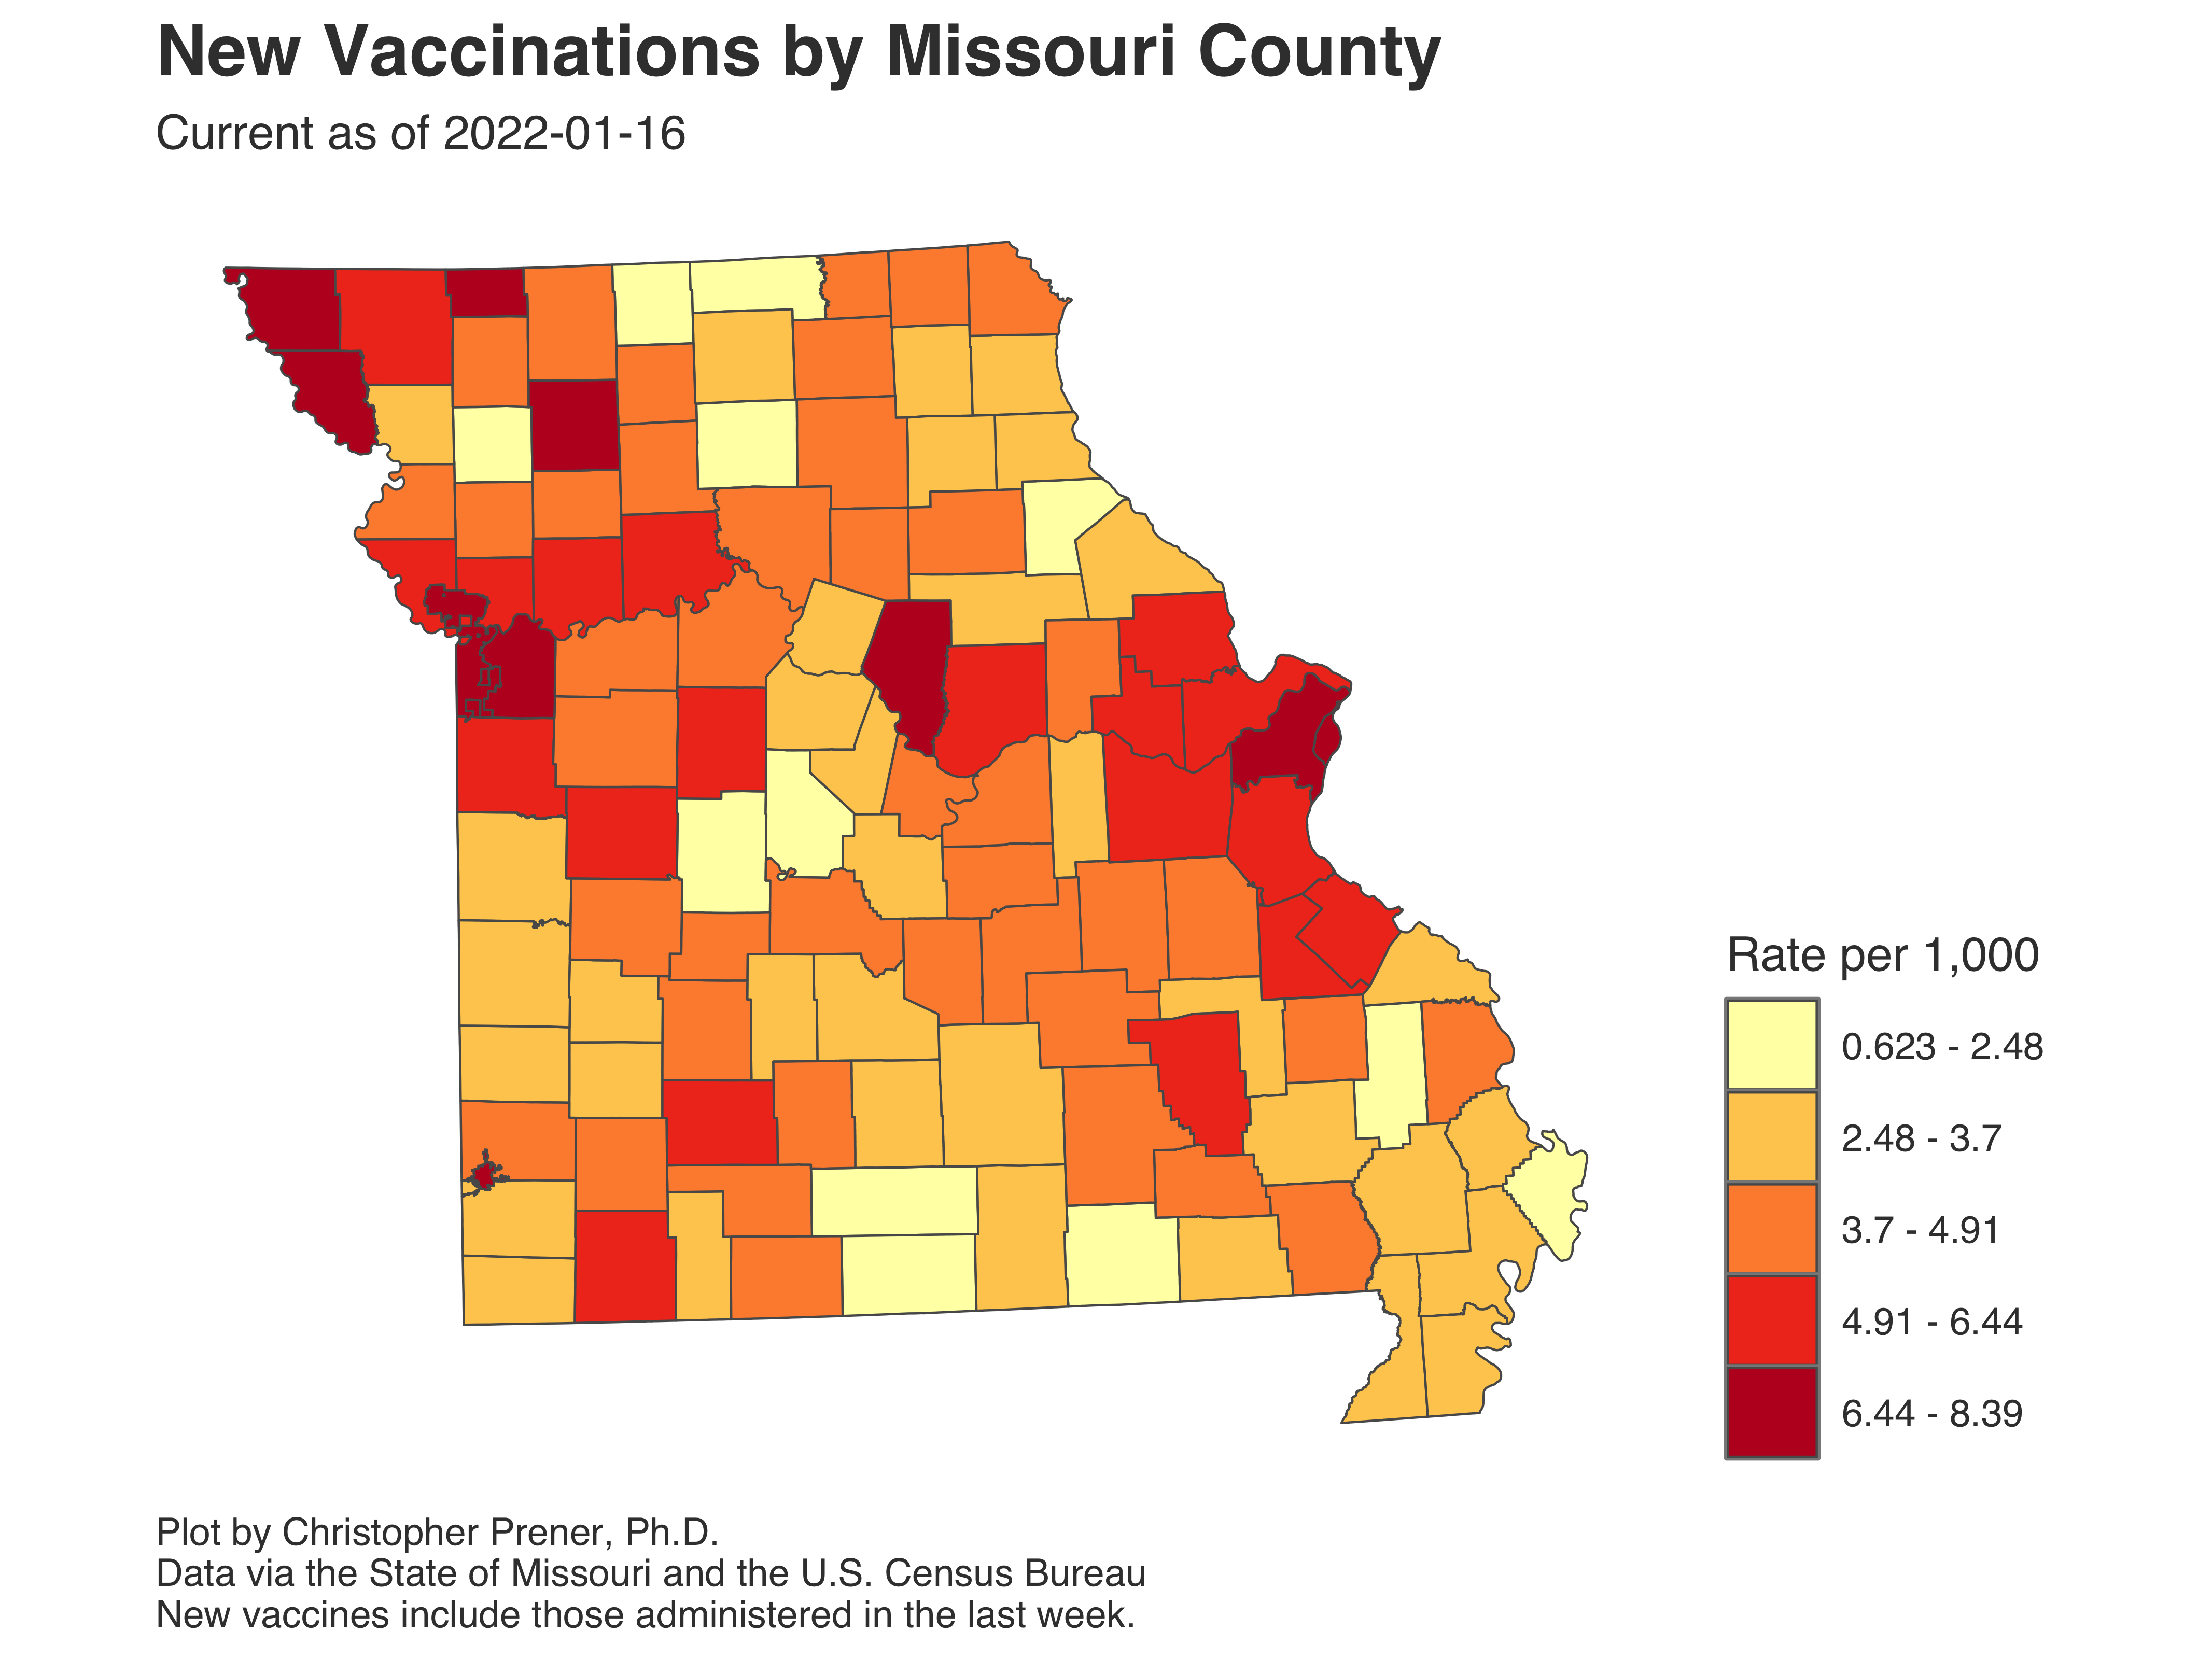 New Vaccinations by Missouri County
Current as of 2022-01-16
Rate per 1,000
0.623 - 2.48
2.48 - 3.7
3.7 - 4.91
4.91 - 6.44
6.44 - 8.39
Plot by Christopher Prener, Ph.D.
Data via the State of Missouri and the U.S. Census Bureau
New vaccines include those administered in the last week.